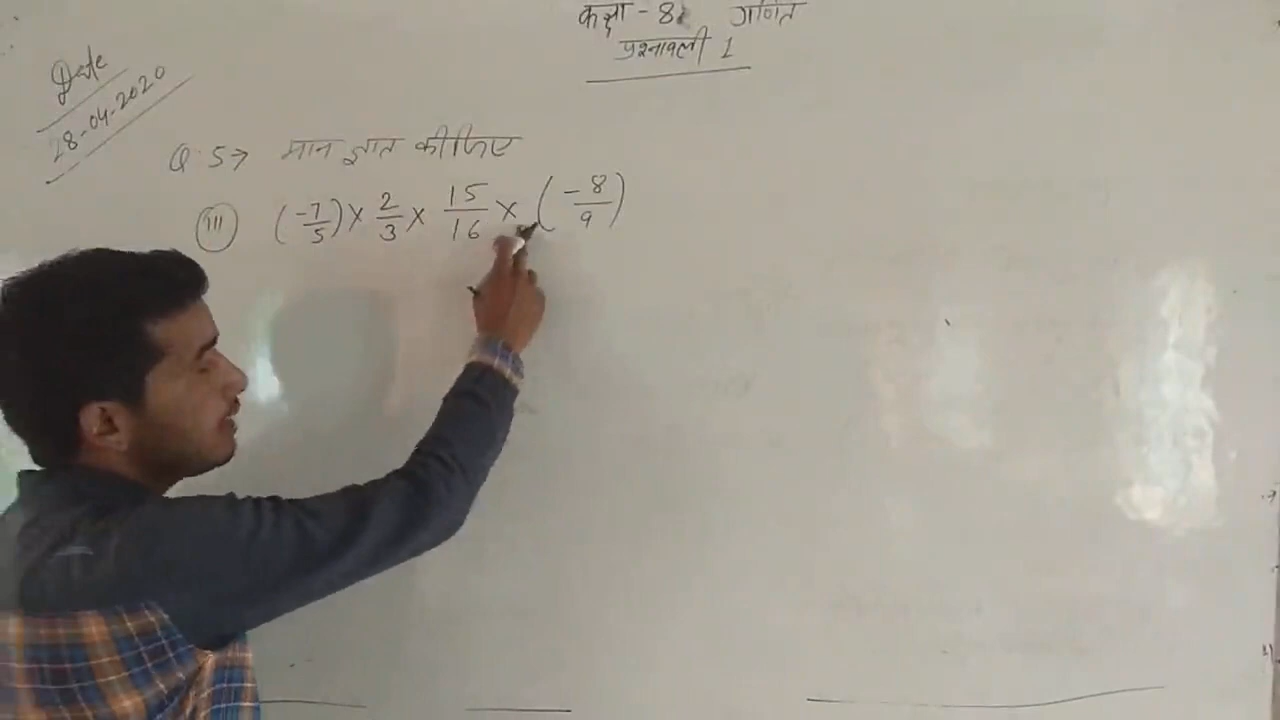 कक्षा - 8 गणित
प्रश्नावली 1
Date
28-04-2020
Q. 5→ मान ज्ञात कीजिए
(iii) (-7/5) × 2/3 × 15/16 × (-8/9)